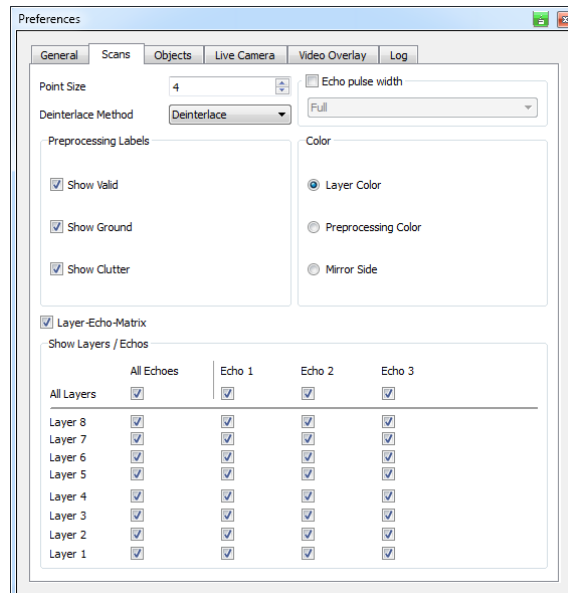 Preferences
General Scans Objects Live Camera Video Overlay Log
Point Size 4 Echo pulse width
Deinterlace Method Deinterlace Full
Preprocessing Labels Color
Show Valid Layer Color
Show Ground Preprocessing Color
Show Clutter Mirror Side
Layer-Echo-Matrix
Show Layers / Echos
All Echoes Echo 1 Echo 2 Echo 3
All Layers
Layer 8
Layer 7
Layer 6
Layer 5
Layer 4
Layer 3
Layer 2
Layer 1